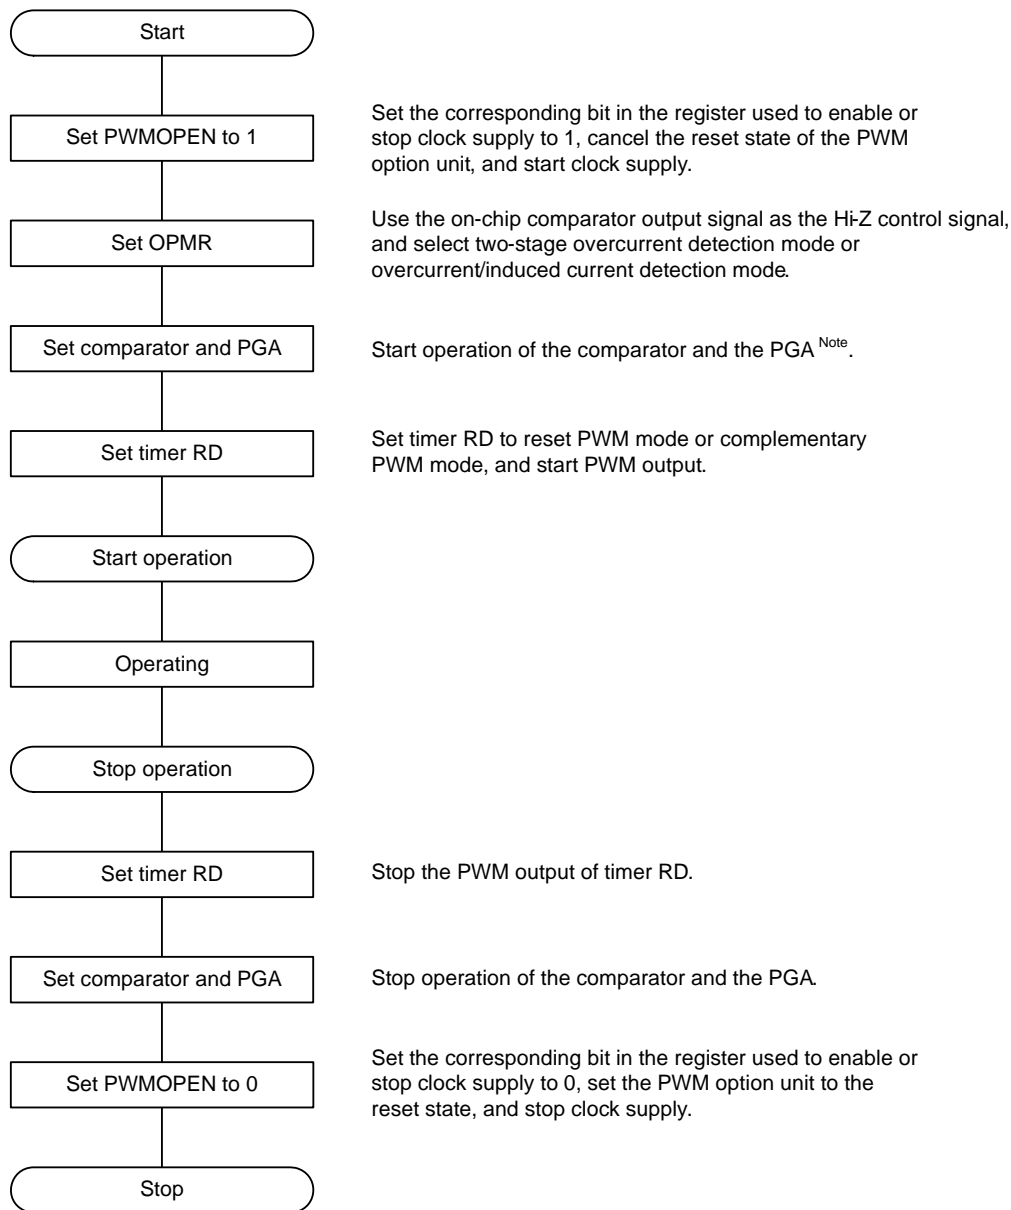 Start
Set PWMOPEN to 1
Set the corresponding bit in the register used to enable or
stop clock supply to 1, cancel the reset state of the PWM
option unit, and start clock supply.
Set OPMR
Use the on-chip comparator output signal as the Hi-Z control signal,
and select two-stage overcurrent detection mode or
overcurrent/induced current detection mode.
Set comparator and PGA
Start operation of the comparator and the PGA Note.
Set timer RD
Set timer RD to reset PWM mode or complementary
PWM mode, and start PWM output.
Start operation
Operating
Stop operation
Set timer RD
Stop the PWM output of timer RD.
Set comparator and PGA
Stop operation of the comparator and the PGA.
Set PWMOPEN to 0
Set the corresponding bit in the register used to enable or
stop clock supply to 0, set the PWM option unit to the
reset state, and stop clock supply.
Stop